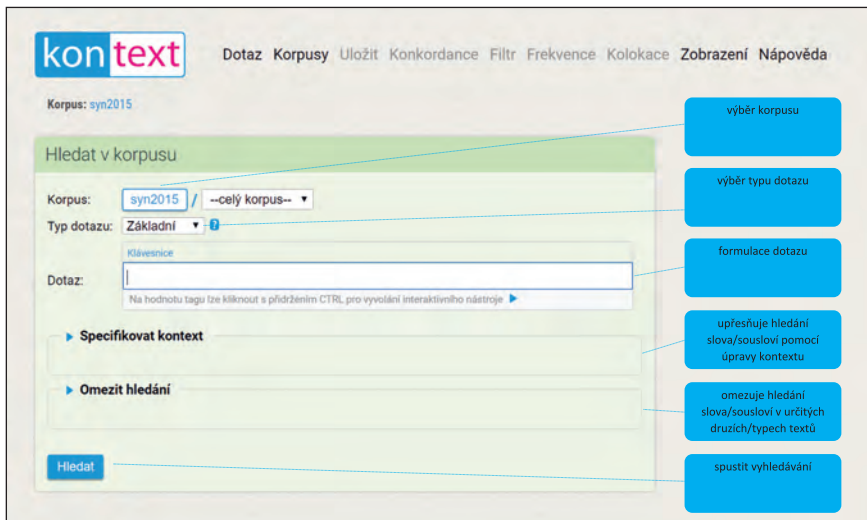 kontext
Dotaz Korpusy Uložit Konkordance Filtr Frekvence Kolokace Zobrazení Nápověda
Korpus: syn2015
výběr korpusu
Hledat v korpusu
výběr typu dotazu
Korpus: syn2015 / --celý korpus--
Typ dotazu: Základní ?
Klávesnice
formulace dotazu
Dotaz:
Na hodnotu tagu lze kliknout s přidržením CTRL pro vyvolání interaktivního nástroje
Specifikovat kontext
upřesňuje hledání
slova/sousloví pomocí
úpravy kontextu
Omezit hledání
omezuje hledání
slova/sousloví v určitých
druzích/typech textů
Hledat
spustit vyhledávání